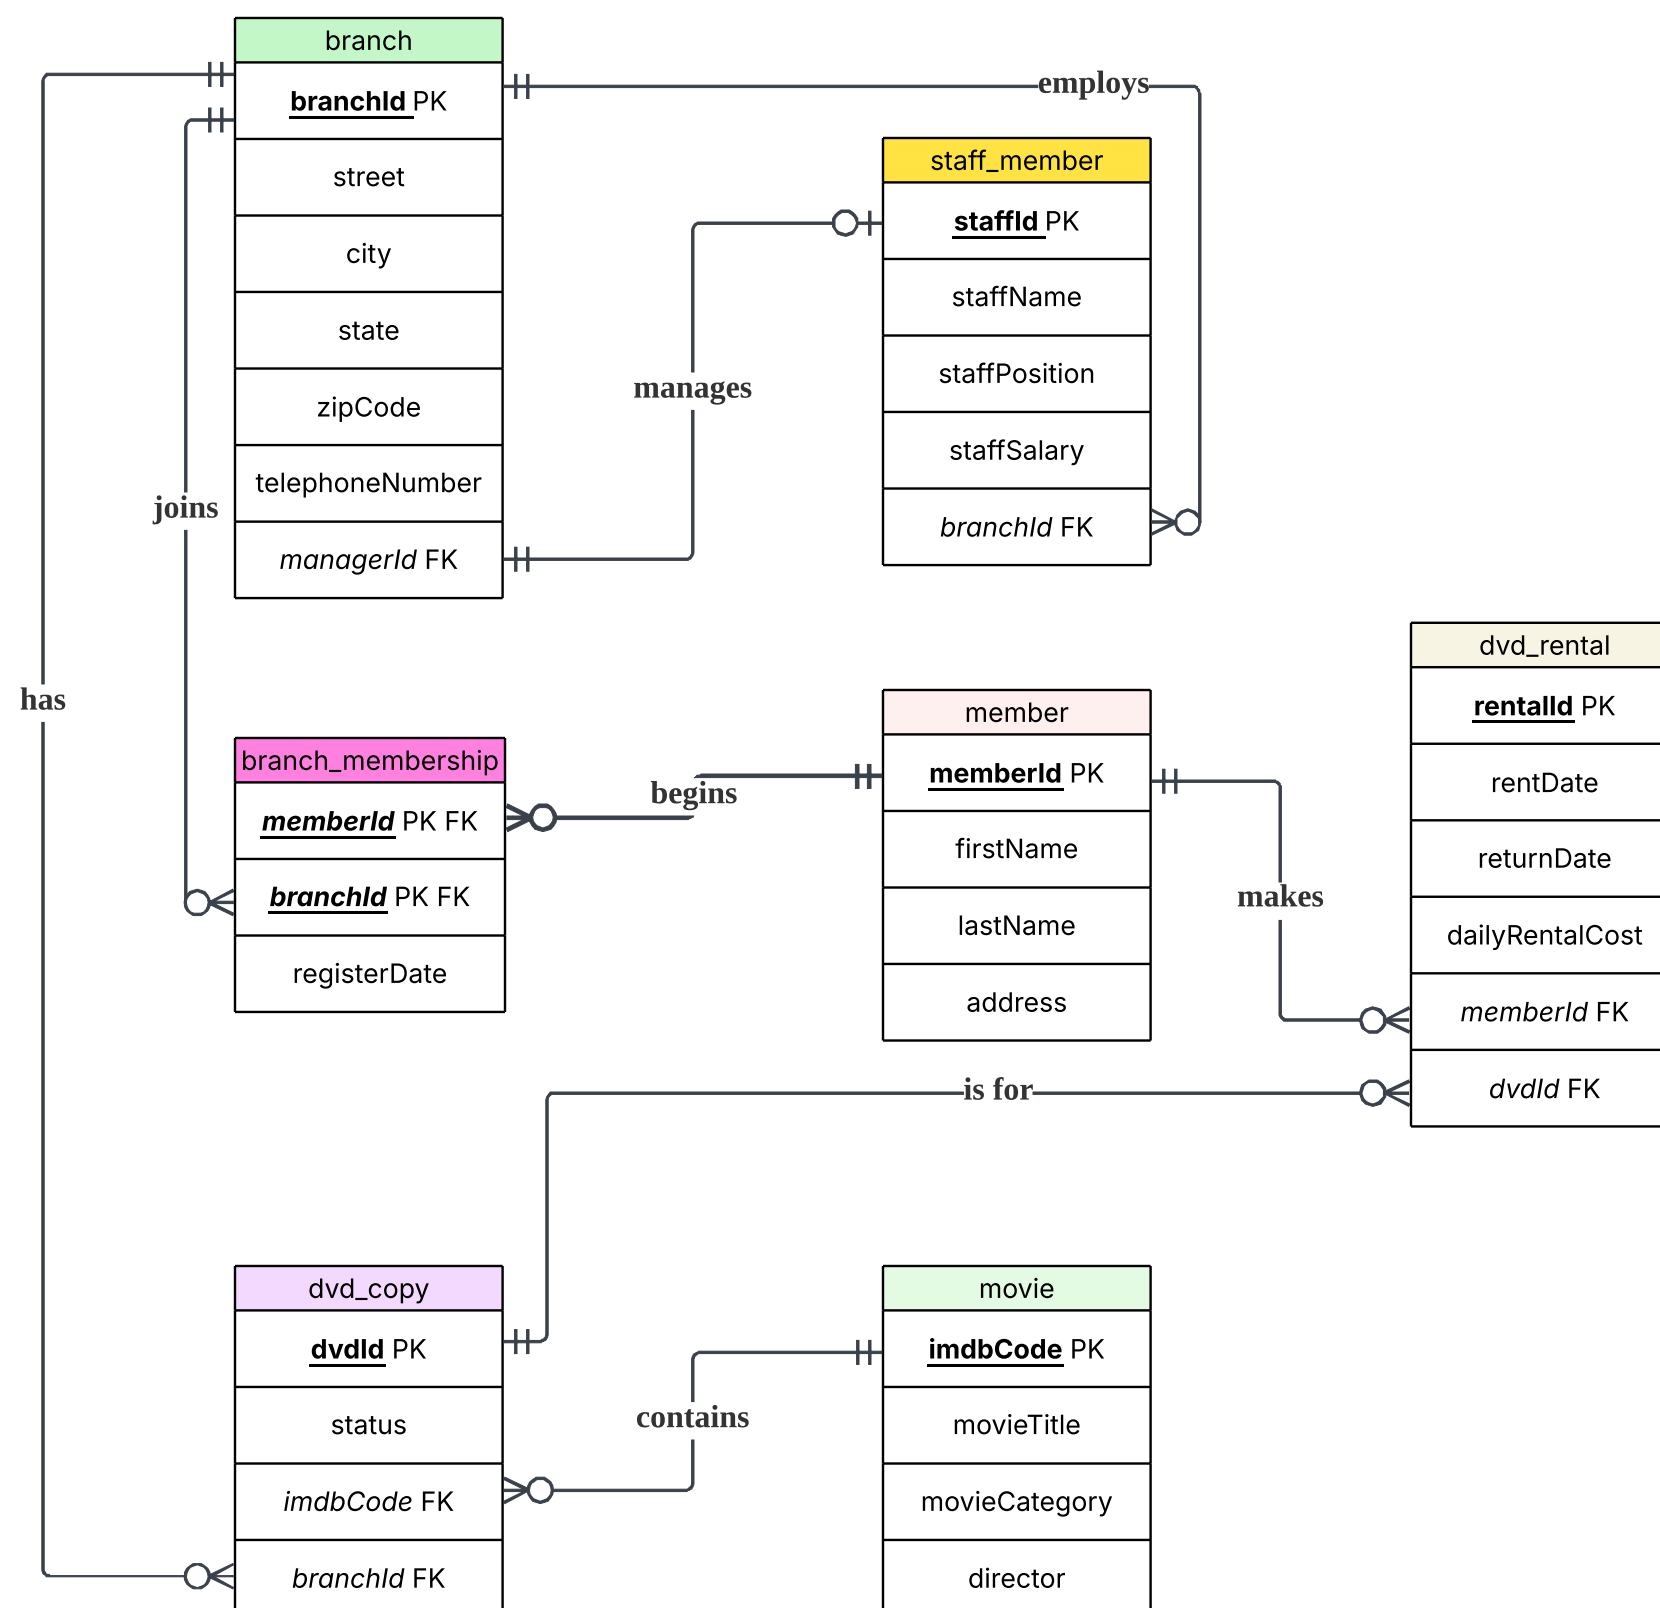 branch
branchId PK
street
city
state
zipCode
telephoneNumber
managerId FK
employs
staff_member
staffId PK
staffName
staffPosition
staffSalary
branchId FK
manages
joins
has
branch_membership
memberId PK FK
branchId PK FK
registerDate
begins
member
memberId PK
firstName
lastName
address
makes
dvd_rental
rentalId PK
rentDate
returnDate
dailyRentalCost
memberId FK
dvdId FK
is for
dvd_copy
dvdId PK
status
imdbCode FK
branchId FK
contains
movie
imdbCode PK
movieTitle
movieCategory
director